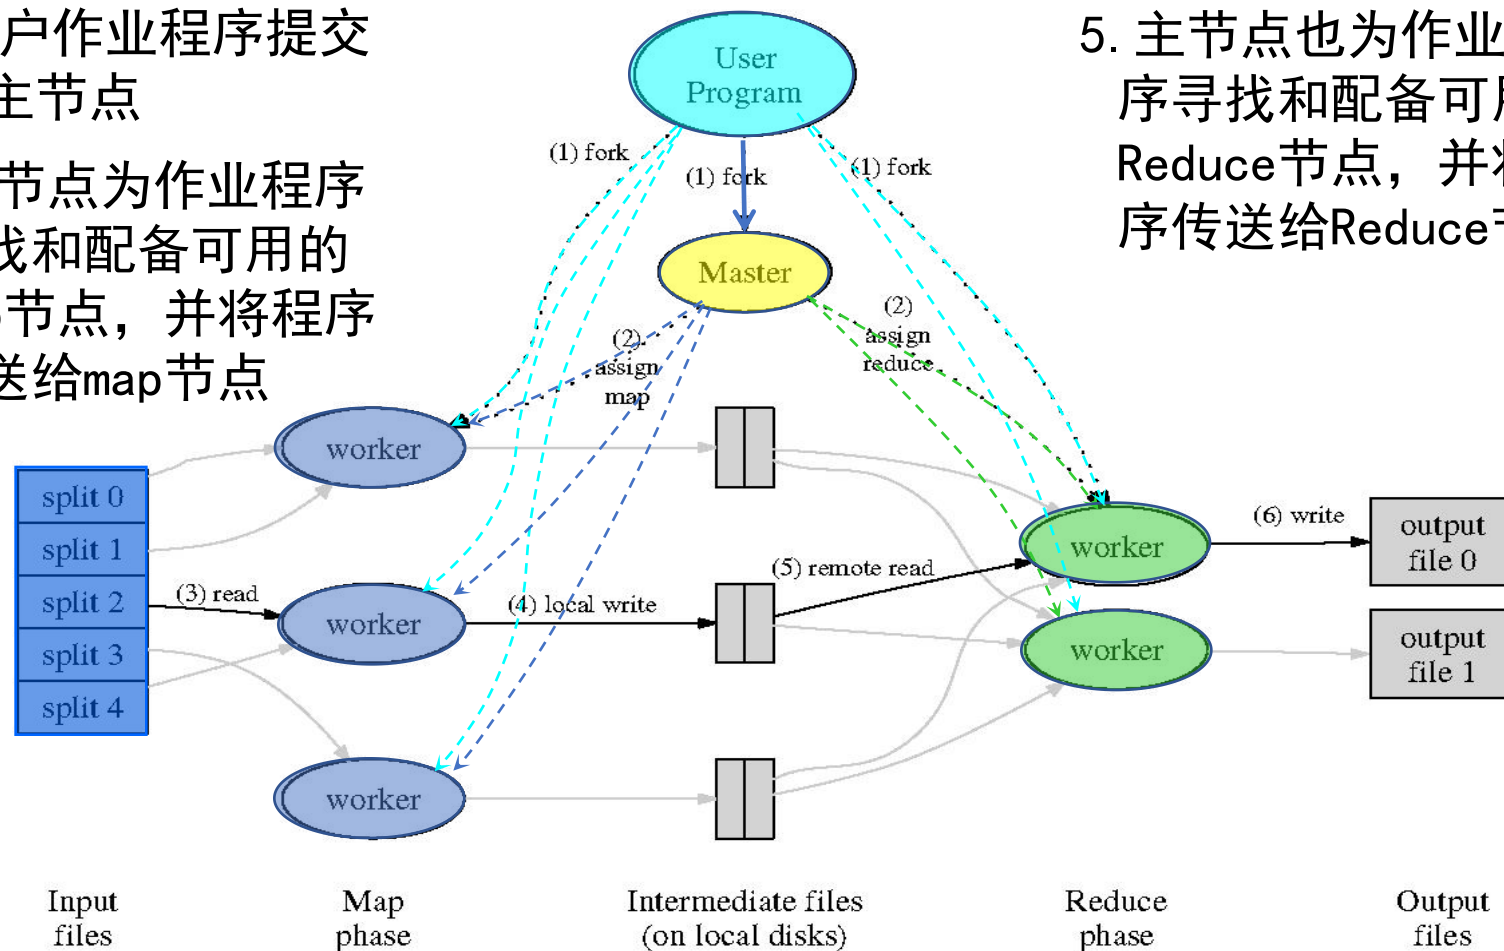 户作业程序提交
主节点
节点为作业程序
找和配备可用的
节点，并将程序
送给map节点
5.主节点也为作业
序寻找和配备可用
Reduce节点，并将
序传送给Reduce节
User
Program
(1) fork
(1) fork
(1) fork
Master
(2)
assign
map
(2)
assign
reduce
split 0
split 1
split 2
split 3
split 4
(3) read
worker
worker
worker
(4) local write
(5) remote read
worker
worker
(6) write
output
file 0
output
file 1
Input
files
Map
phase
Intermediate files
(on local disks)
Reduce
phase
Output
files